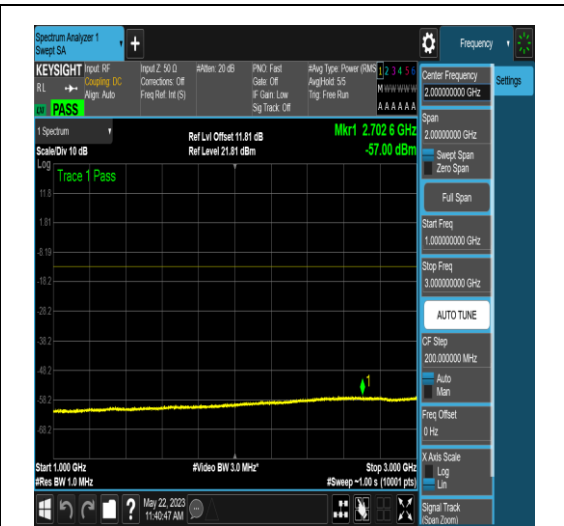 Spectrum Analyzer 1
Swept SA
+
Frequency
KEYSIGHT
RL
PASS
Input: RF
Coupling: DC
Align: Auto
Input Z: 50 Ω
Corrections: Off
Freq Ref: Int (S)
#Atten: 20 dB
PNO: Fast
Gate: Off
IF Gain: Low
Sig Track: Off
#Avg Type: Power (RMS
Avg|Hold: 5/5
Trig: Free Run
1 2 3 4 5 6
M W W W W W
A A A A A A
1 Spectrum
Scale/Div 10 dB
Ref Lvl Offset 11.81 dB
Ref Level 21.81 dBm
Mkr1 2.702 6 GHz
-57.00 dBm
Log
Trace 1 Pass
11.8
1.81
-8.19
-18.2
-28.2
-38.2
-48.2
-58.2
-68.2
1
Start 1.000 GHz
#Res BW 1.0 MHz
#Video BW 3.0 MHz*
Stop 3.000 GHz
#Sweep ~1.00 s (10001 pts)
?
May 22, 2023
11:40:47 AM
Center Frequency
2.000000000 GHz
Settings
Span
2.00000000 GHz
Swept Span
Zero Span
Full Span
Start Freq
1.000000000 GHz
Stop Freq
3.000000000 GHz
AUTO TUNE
CF Step
200.000000 MHz
Auto
Man
Freq Offset
0 Hz
X Axis Scale
Log
Lin
Signal Track
(Span Zoom)